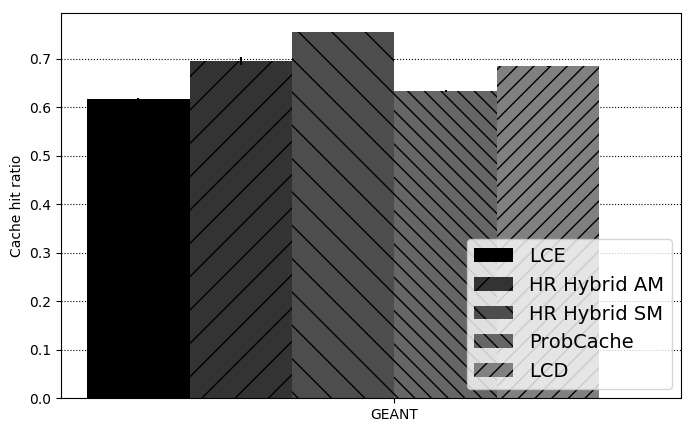 Cache hit ratio
0.7
0.6
0.5
0.4
0.3
0.2
0.1
0.0
GEANT
LCE
HR Hybrid AM
HR Hybrid SM
ProbCache
LCD